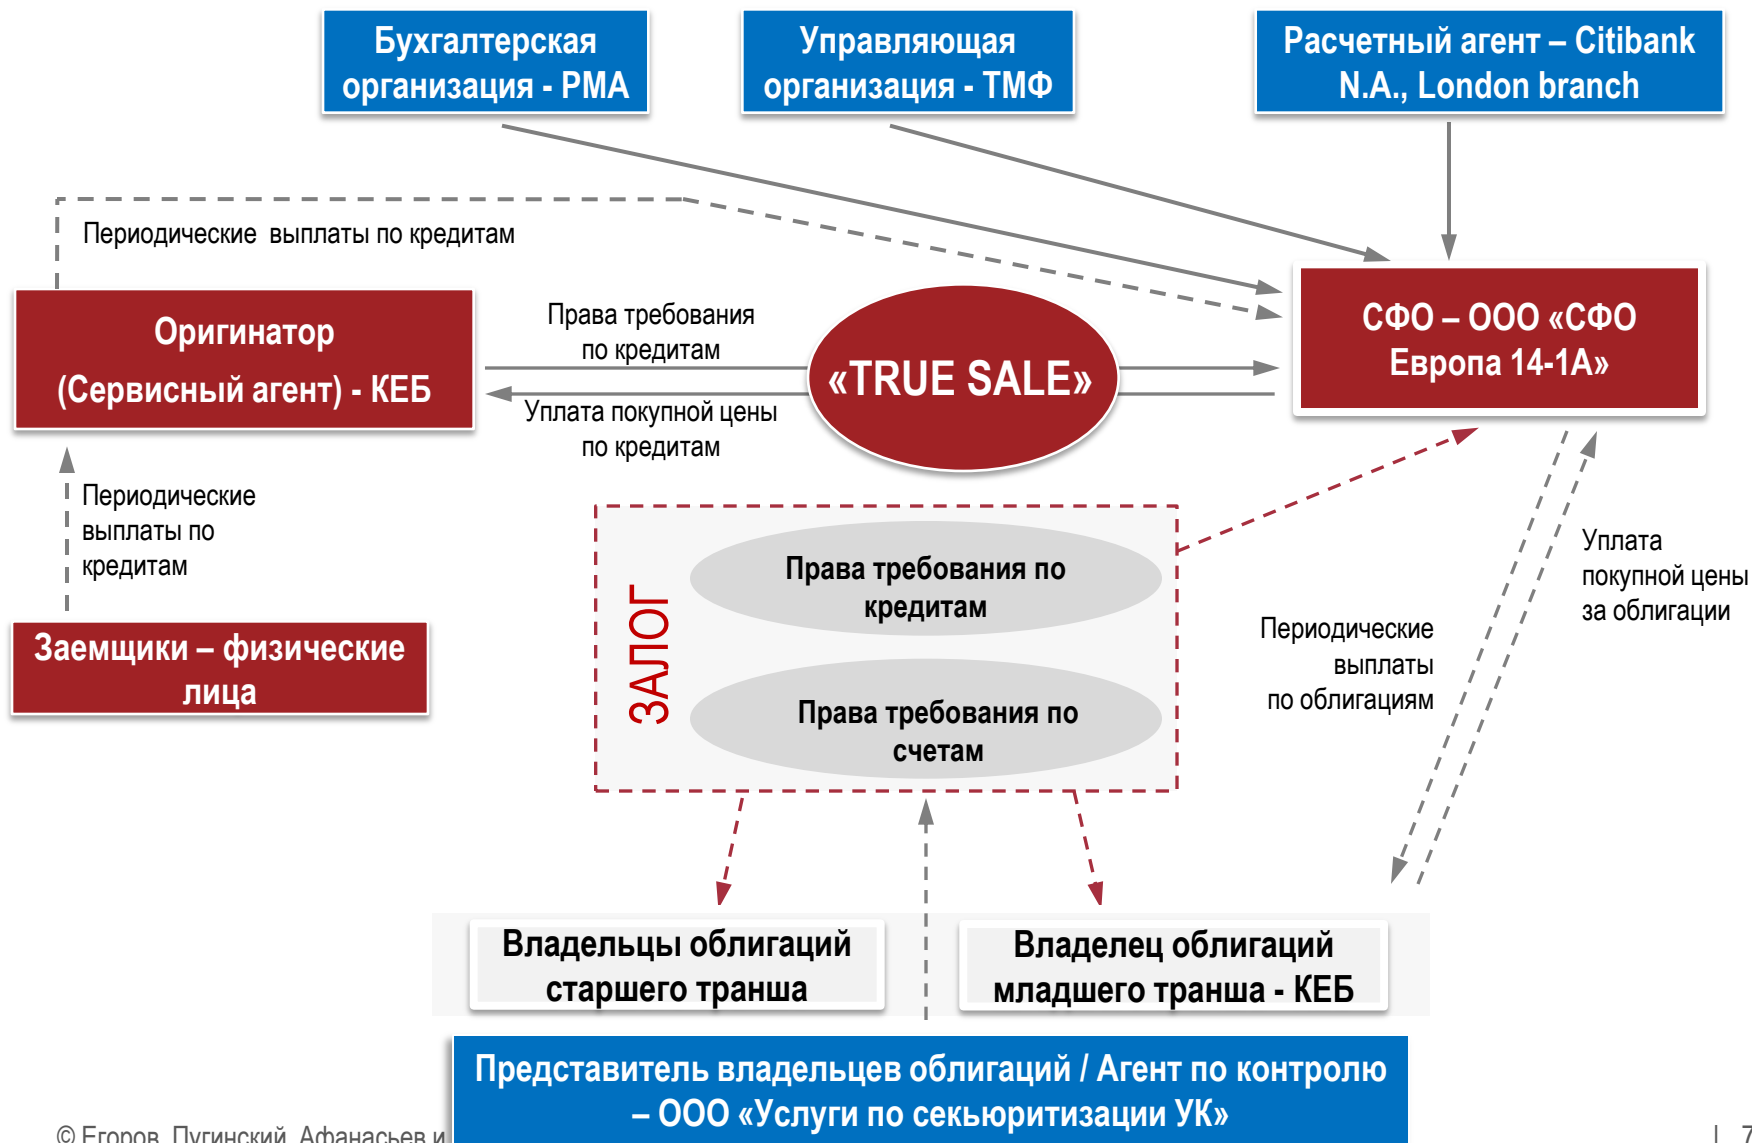 Бухгалтерская
организация - РМА
Управляющая
организация - ТМФ
Расчетный агент – Citibank
N.A., London branch
Периодические выплаты по кредитам
Оригинатор
(Сервисный агент) - КЕБ
Права требования
по кредитам
«TRUE SALE»
Уплата покупной цены
по кредитам
СФО – ООО «СФО
Европа 14-1А»
Периодические
выплаты по
кредитам
Заемщики – физические
лица
ЗАЛОГ
Права требования по
кредитам
Права требования по
счетам
Периодические
выплаты
по облигациям
Уплата
покупной цены
за облигации
Владельцы облигаций
старшего транша
Владелец облигаций
младшего транша - КЕБ
Представитель владельцев облигаций / Агент по контролю
– ООО «Услуги по секьюритизации УК»
© Егоров, Пугинский, Афанасьев и
| 7